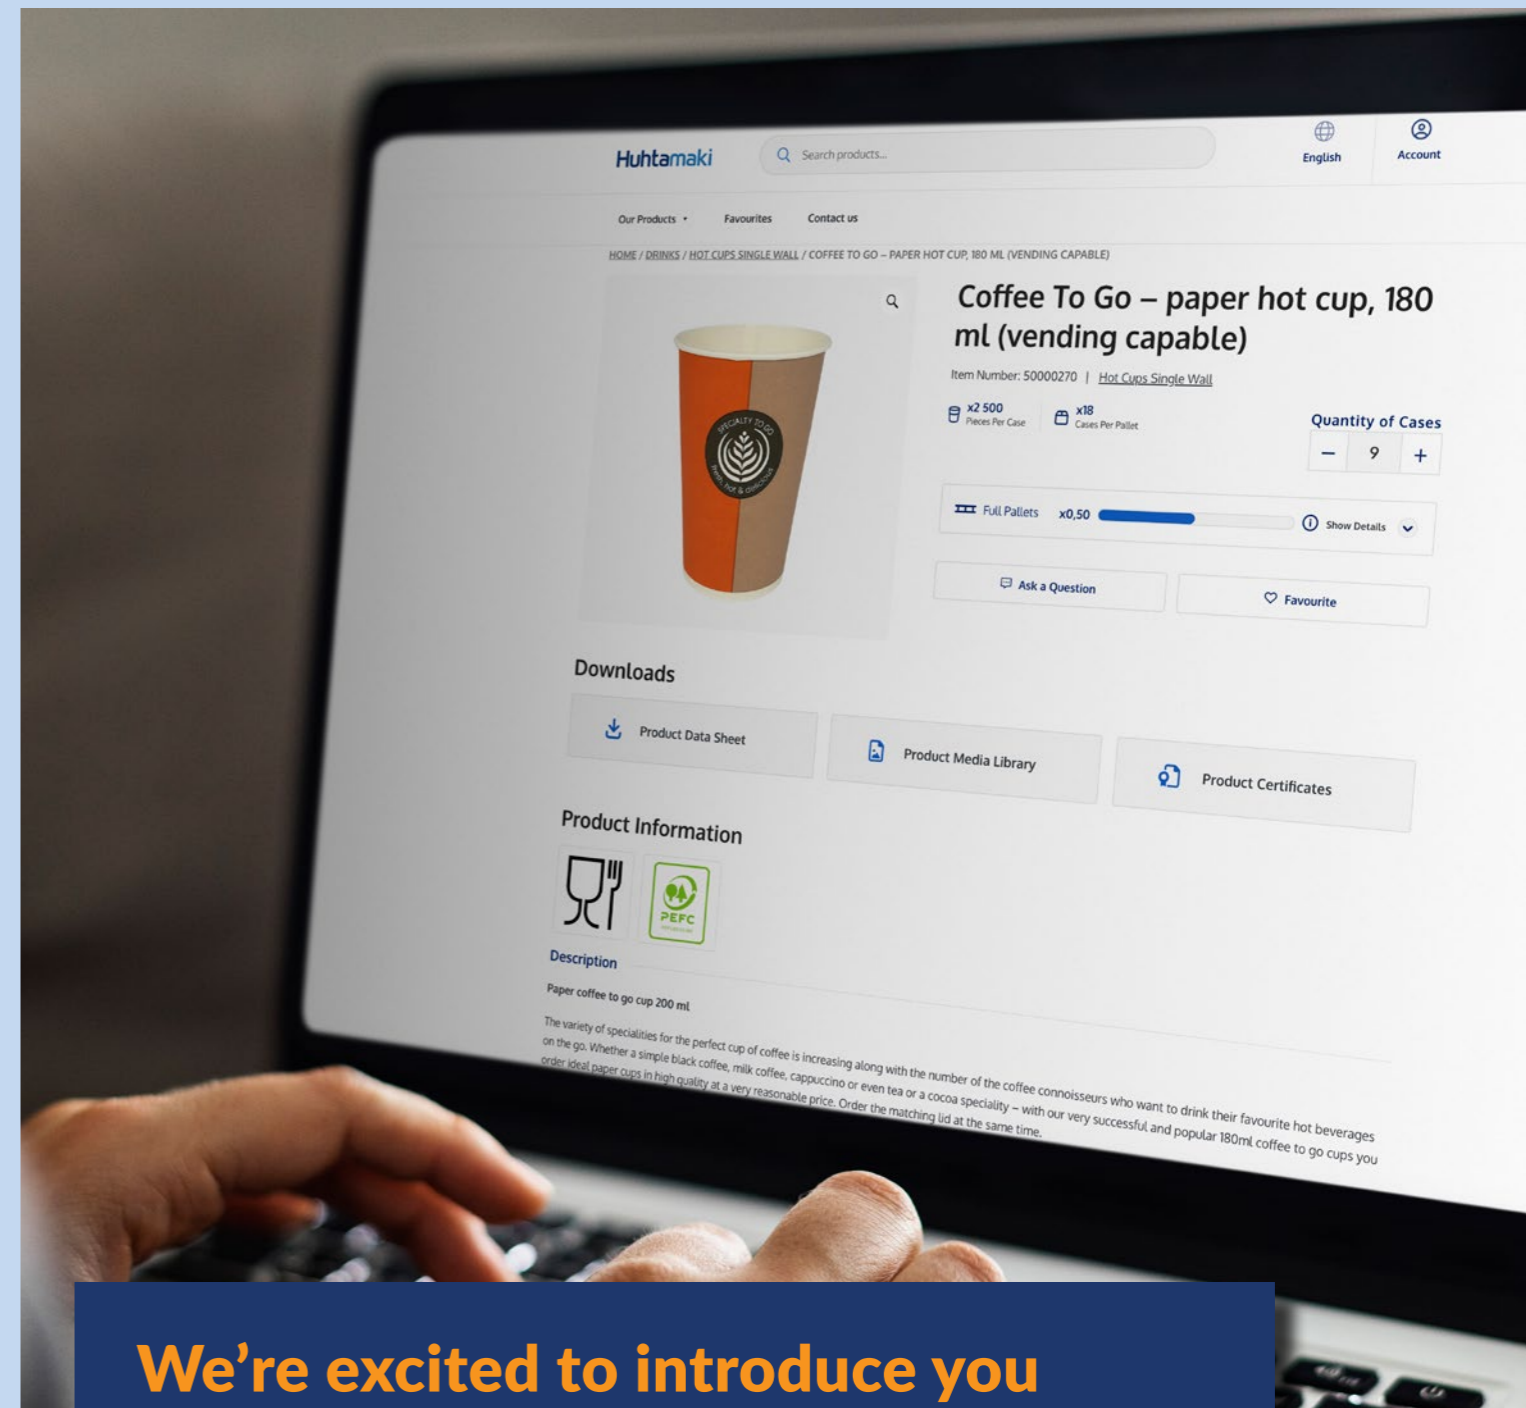 Huhtamaki
Search products...
English
Account
Our Products
Favourites
Contact us
HOME / DRINKS / HOT CUPS SINGLE WALL / COFFEE TO GO – PAPER HOT CUP, 180 ML (VENDING CAPABLE)
Coffee To Go – paper hot cup, 180
ml (vending capable)
Item Number: 50000270 | Hot Cups Single Wall
x2 500
Pieces Per Case
x18
Cases Per Pallet
Quantity of Cases
– 9 +
SPECIALTY TO GO
Fresh, hot & delicious
Full Pallets x0,50
Show Details
Ask a Question
Favourite
Downloads
Product Data Sheet
Product Media Library
Product Certificates
Product Information
PEFC
Description
Paper coffee to go cup 200 ml
The variety of specialities for the perfect cup of coffee is increasing along with the number of the coffee connoisseurs who want to drink their favourite hot beverages
on the go. Whether a simple black coffee, milk coffee, cappuccino or even tea or a cocoa speciality – with our very successful and popular 180ml coffee to go cups you
order ideal paper cups in high quality at a very reasonable price. Order the matching lid at the same time.
We're excited to introduce you